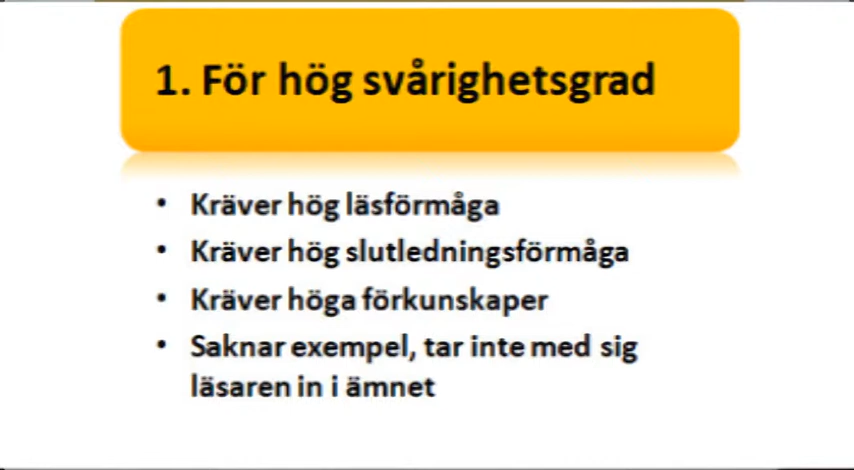 1. För hög svårighetsgrad
• Kräver hög läsförmåga
• Kräver hög slutledningsförmåga
• Kräver höga förkunskaper
• Saknar exempel, tar inte med sig
läsaren in i ämnet